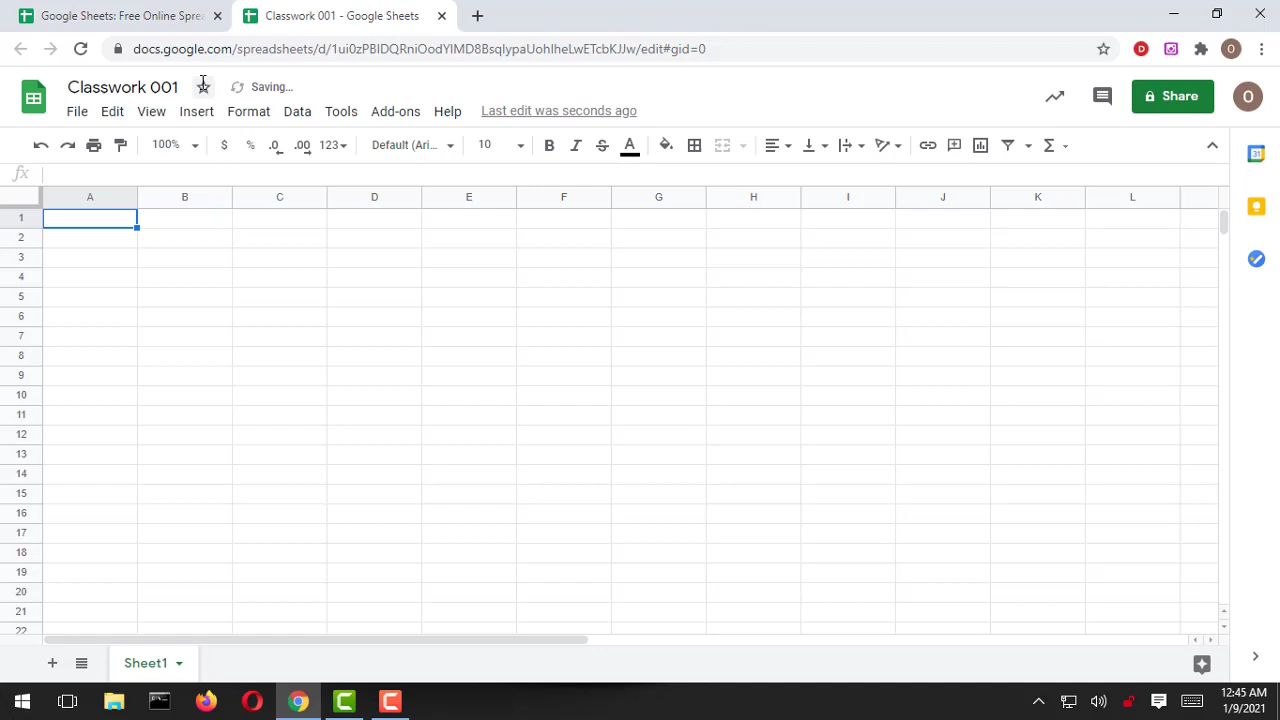 Google Sheets: Free Online Spre
Classwork 001 - Google Sheets
docs.google.com/spreadsheets/d/1ui0zPBIDQRniOodYIMD8BsqlypaUohIheLwETcbKJJw/edit#gid=0
Classwork 001
Saving...
File Edit View Insert Format Data Tools Add-ons Help Last edit was seconds ago
Share
O
100% $ % .0 .00 123 Default (Ari... 10 B I S A
fx
A B C D E F G H I J K L
1
2
3
4
5
6
7
8
9
10
11
12
13
14
15
16
17
18
19
20
21
22
31
Sheet1
12:45 AM
1/9/2021